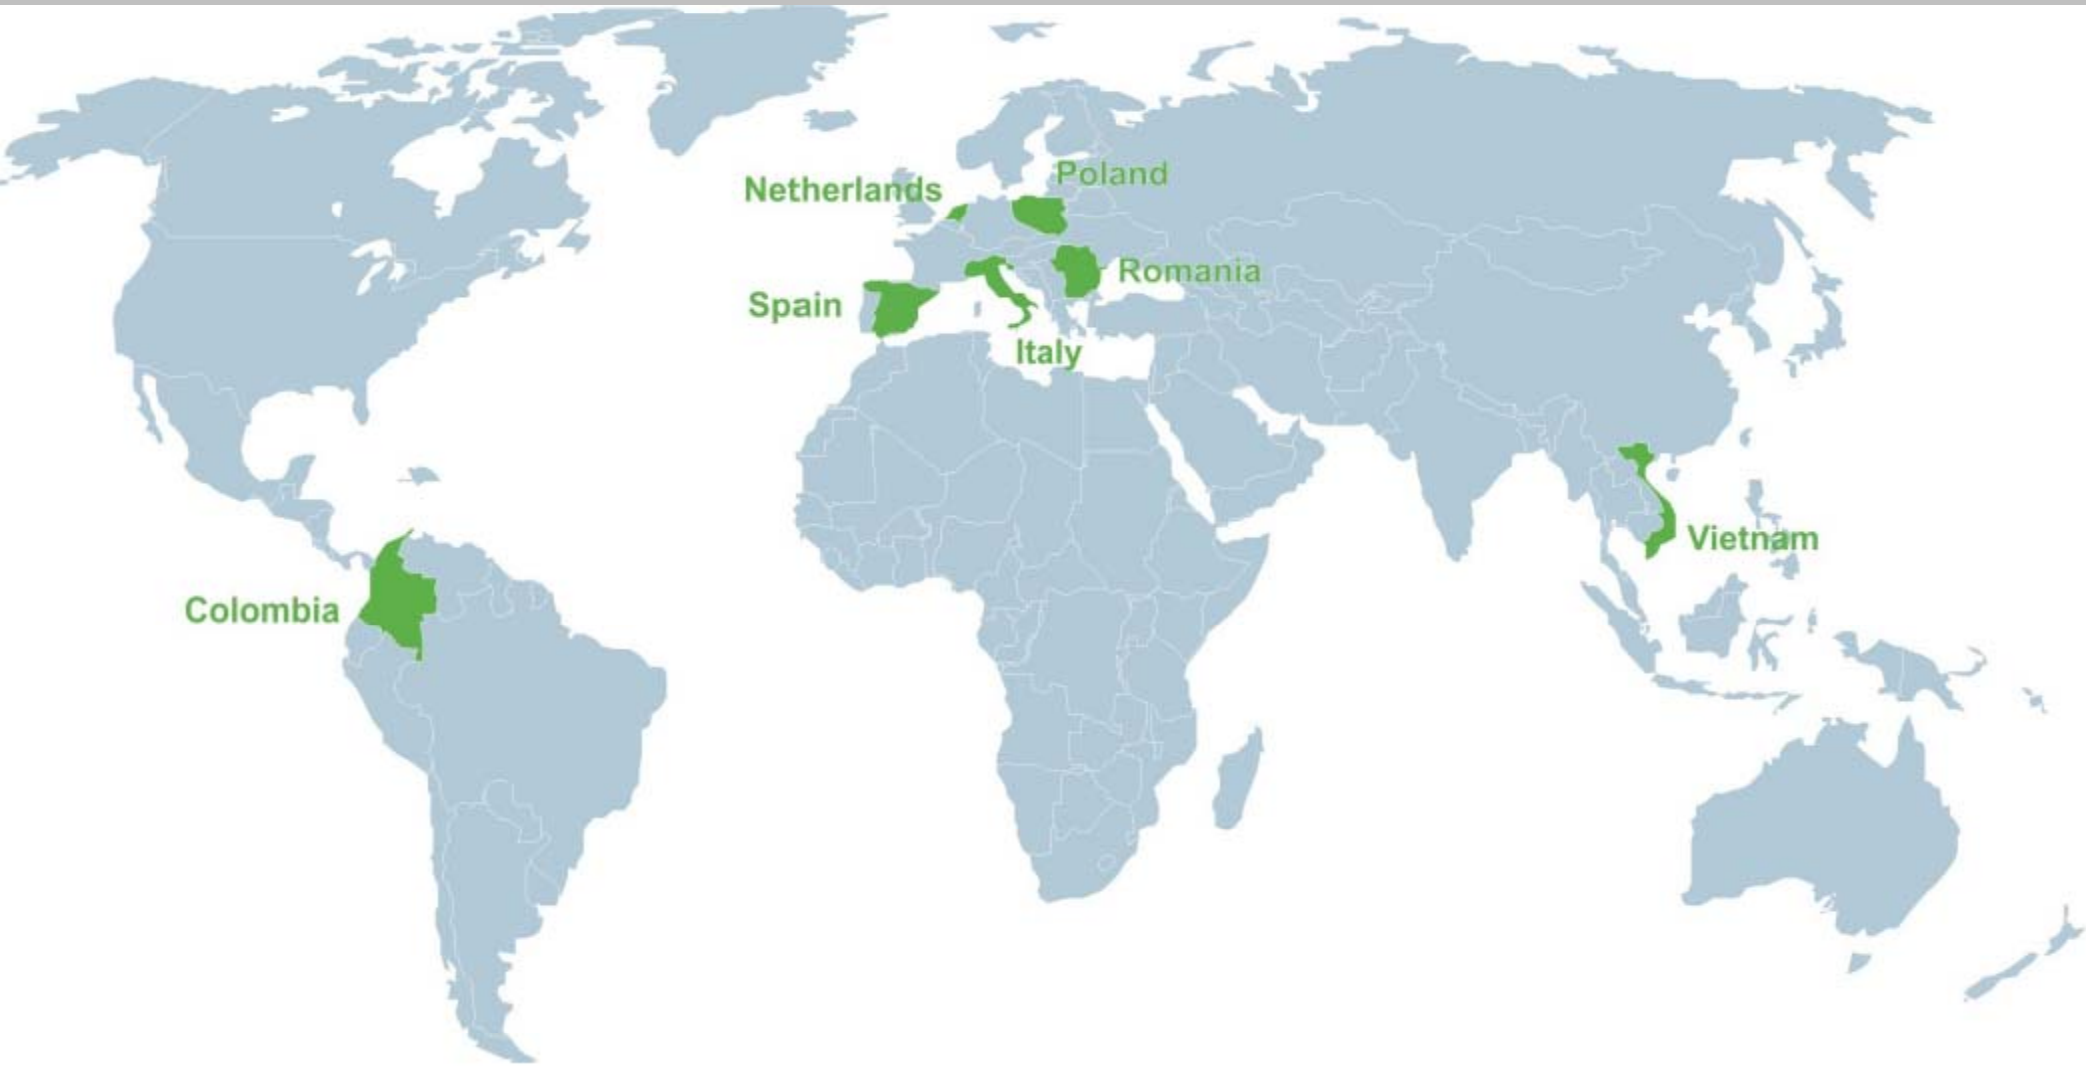 Poland
Netherlands
Romania
Spain
Italy
Vietnam
Colombia